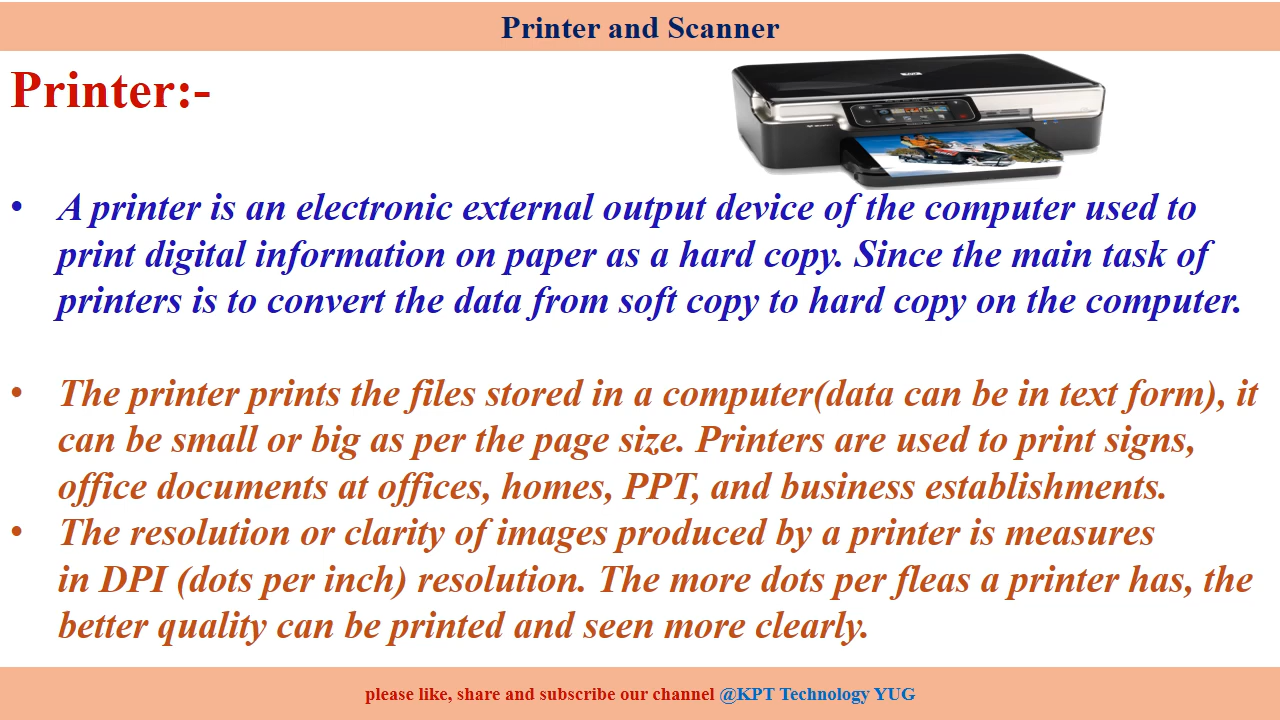 Printer and Scanner
Printer:-
• A printer is an electronic external output device of the computer used to
print digital information on paper as a hard copy. Since the main task of
printers is to convert the data from soft copy to hard copy on the computer.
• The printer prints the files stored in a computer(data can be in text form), it
can be small or big as per the page size. Printers are used to print signs,
office documents at offices, homes, PPT, and business establishments.
• The resolution or clarity of images produced by a printer is measures
in DPI (dots per inch) resolution. The more dots per fleas a printer has, the
better quality can be printed and seen more clearly.
please like, share and subscribe our channel @KPT Technology YUG